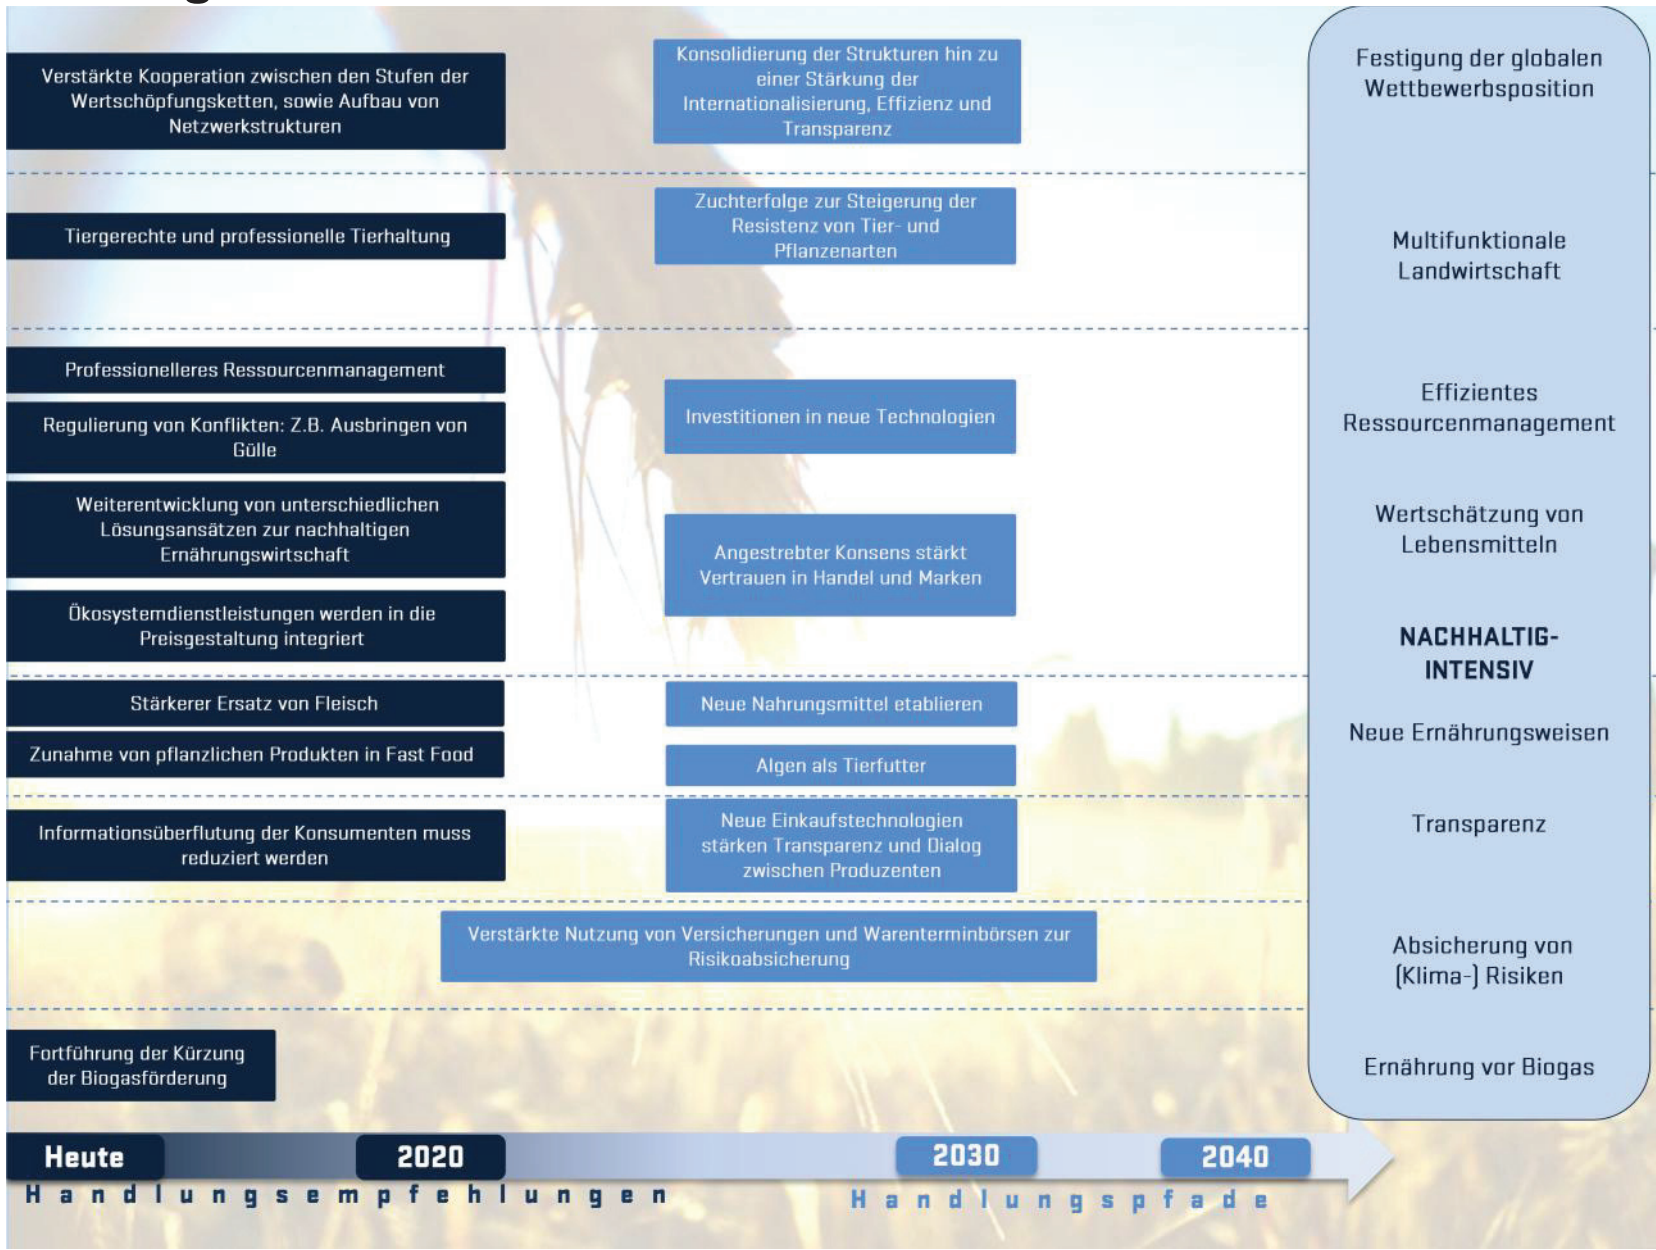 Verstärkte Kooperation zwischen den Stufen der
Wertschöpfungsketten, sowie Aufbau von
Netzwerkstrukturen
Konsolidierung der Strukturen hin zu
einer Stärkung der
Internationalisierung, Effizienz und
Transparenz
Festigung der globalen
Wettbewerbsposition
Tiergerechte und professionelle Tierhaltung
Zuchterfolge zur Steigerung der
Resistenz von Tier- und
Pflanzenarten
Multifunktionale
Landwirtschaft
Professionelleres Ressourcenmanagement
Regulierung von Konflikten: Z.B. Ausbringen von
Gülle
Investitionen in neue Technologien
Effizientes
Ressourcenmanagement
Weiterentwicklung von unterschiedlichen
Lösungsansätzen zur nachhaltigen
Ernährungswirtschaft
Ökosystemdienstleistungen werden in die
Preisgestaltung integriert
Angestrebter Konsens stärkt
Vertrauen in Handel und Marken
Wertschätzung von
Lebensmitteln
NACHHALTIG-
INTENSIV
Stärkerer Ersatz von Fleisch
Zunahme von pflanzlichen Produkten in Fast Food
Neue Nahrungsmittel etablieren
Algen als Tierfutter
Neue Ernährungsweisen
Informationsüberflutung der Konsumenten muss
reduziert werden
Neue Einkaufstechnologien
stärken Transparenz und Dialog
zwischen Produzenten
Transparenz
Verstärkte Nutzung von Versicherungen und Warenterminbörsen zur
Risikoabsicherung
Absicherung von
(Klima-) Risiken
Fortführung der Kürzung
der Biogasförderung
Ernährung vor Biogas
Heute
2020
2030
2040
Handlungsempfehlungen
Handlungspfade